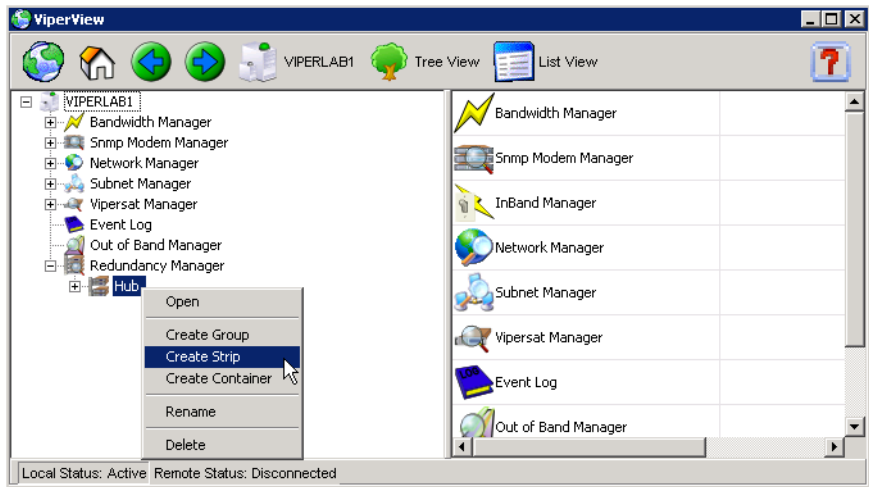 ViperView
VIPERLAB1 Tree View List View ?
VIPERLAB1
Bandwidth Manager
Snmp Modem Manager
Network Manager
Subnet Manager
Vipersat Manager
Event Log
Out of Band Manager
Redundancy Manager
Hub
Open
Create Group
Create Strip
Create Container
Rename
Delete
Bandwidth Manager
Snmp Modem Manager
InBand Manager
Network Manager
Subnet Manager
Vipersat Manager
LOG
Event Log
Out of Band Manager
Local Status: Active Remote Status: Disconnected